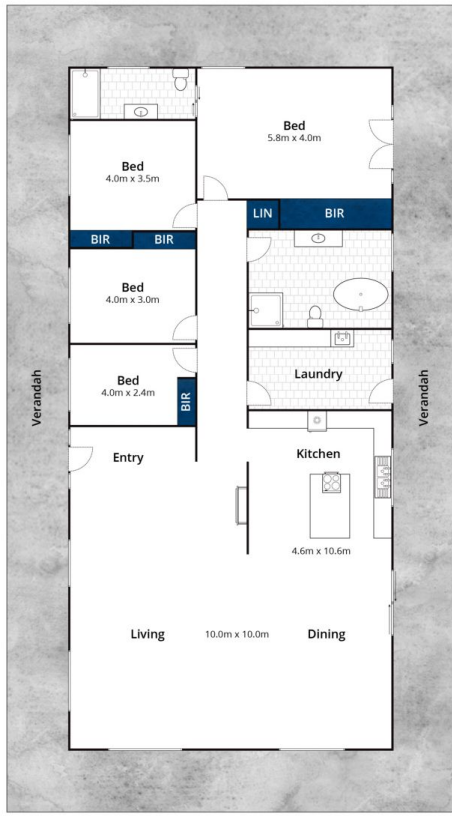 Bed
5.8m x 4.0m
Bed
4.0m x 3.5m
LIN
BIR
BIR
BIR
Bed
4.0m x 3.0m
Laundry
Bed
4.0m x 2.4m
BIR
Verandah
Verandah
Entry
Kitchen
4.6m x 10.6m
Living
10.0m x 10.0m
Dining